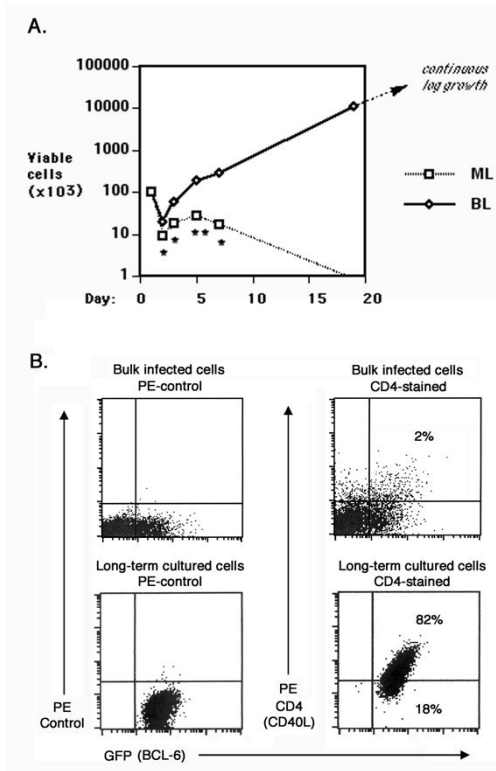 A.
100000
10000
1000
100
10
1
Viable
cells
(x103)
continuous
log growth
ML
BL
*
*
**
*
Day: 0 5 10 15 20
B.
Bulk infected cells
PE-control
Bulk infected cells
CD4-stained
2%
Long-term cultured cells
PE-control
Long-term cultured cells
CD4-stained
82%
18%
PE
Control
PE
CD4
(CD40L)
GFP (BCL-6)